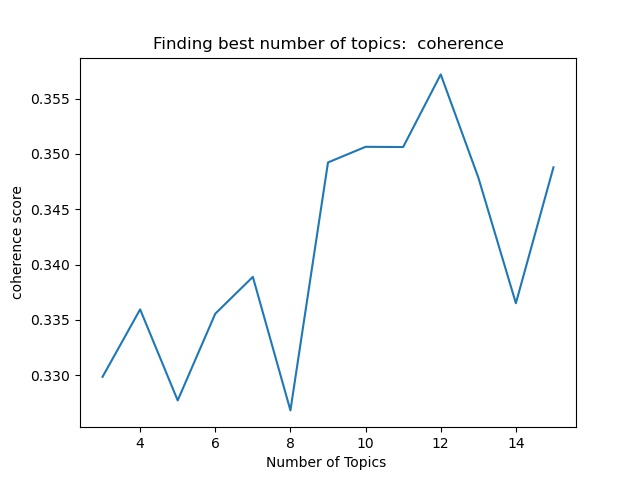 Finding best number of topics:  coherence
coherence score
0.355
0.350
0.345
0.340
0.335
0.330
4 6 8 10 12 14
Number of Topics